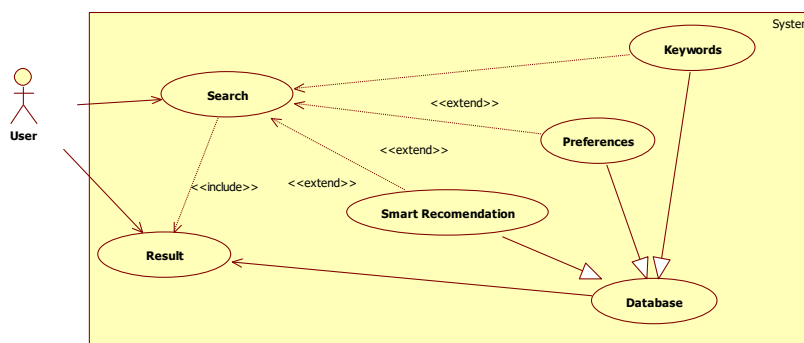 System
Keywords
Search
<<extend>>
User
Preferences
<<extend>>
<<include>>
<<extend>>
Smart Recomendation
Result
Database